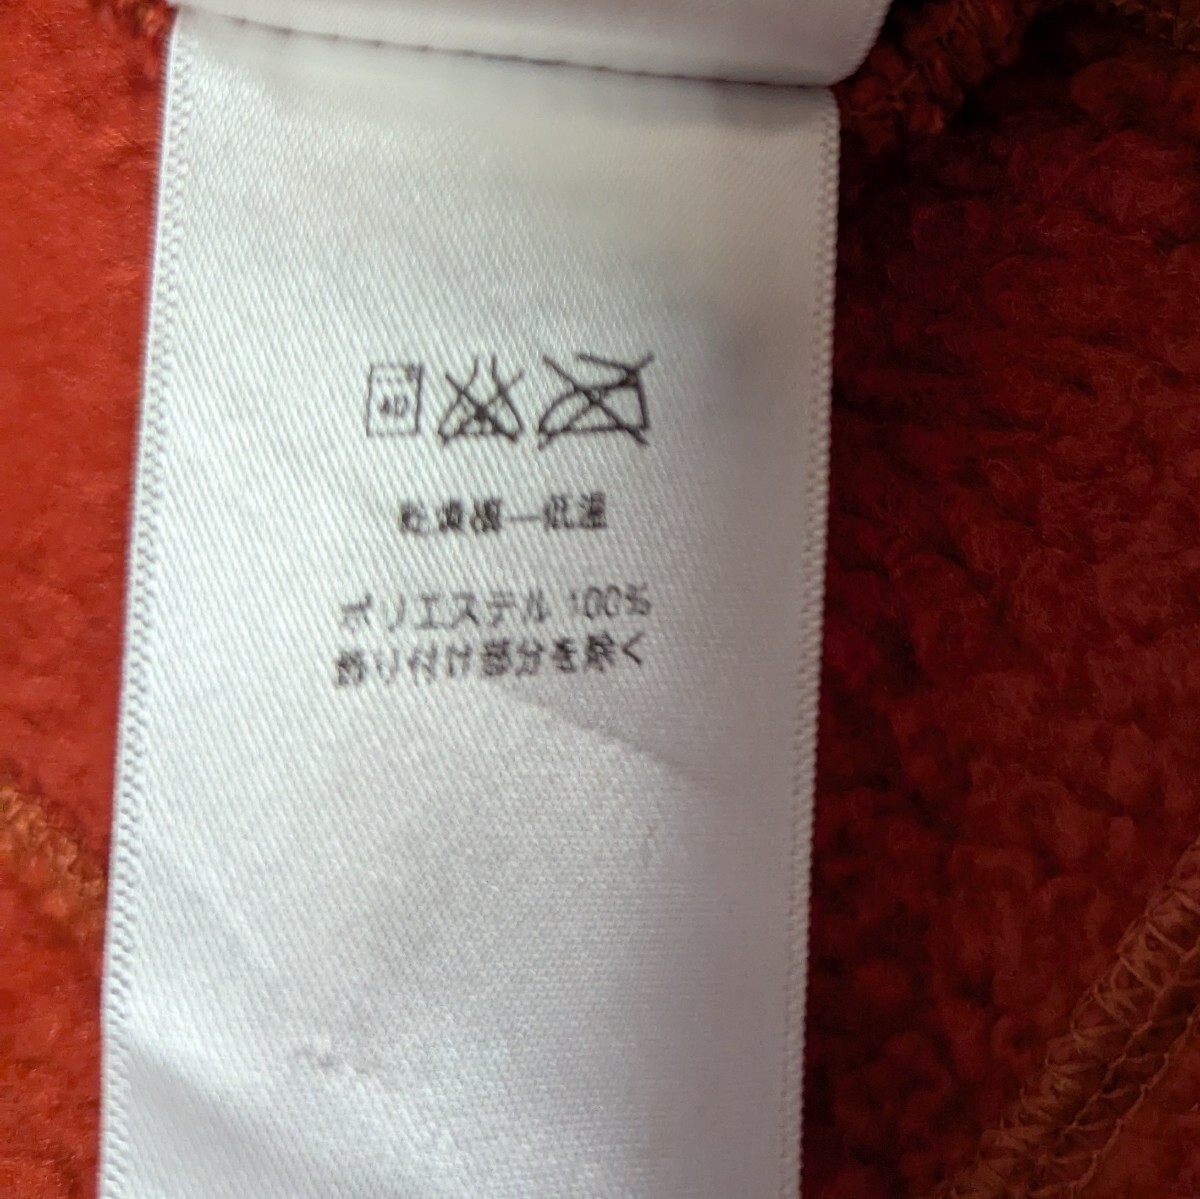 40
乾燥機—低温
ポリエステル 100%
飾り付け部分を除く